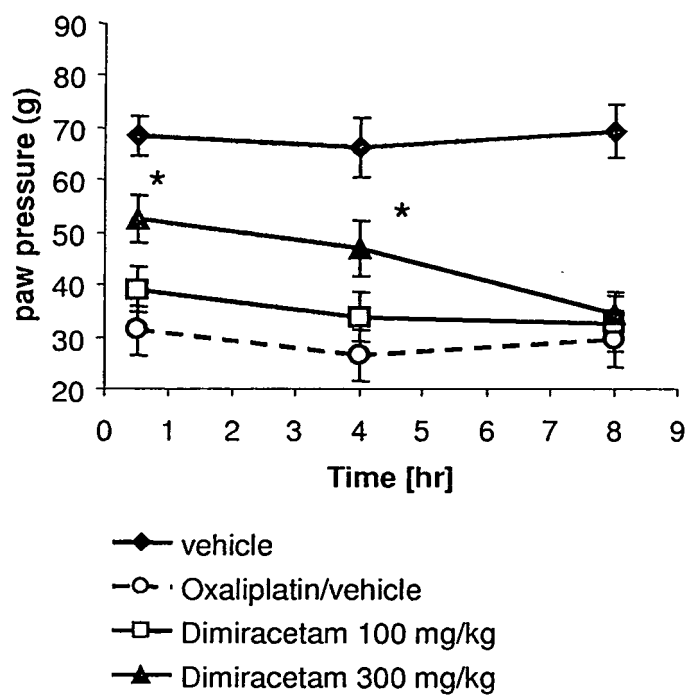 90
80
70
60
50
40
30
20
paw pressure (g)
*
*
0 1 2 3 4 5 6 7 8 9
Time [hr]
vehicle
Oxaliplatin/vehicle
Dimiracetam 100 mg/kg
Dimiracetam 300 mg/kg